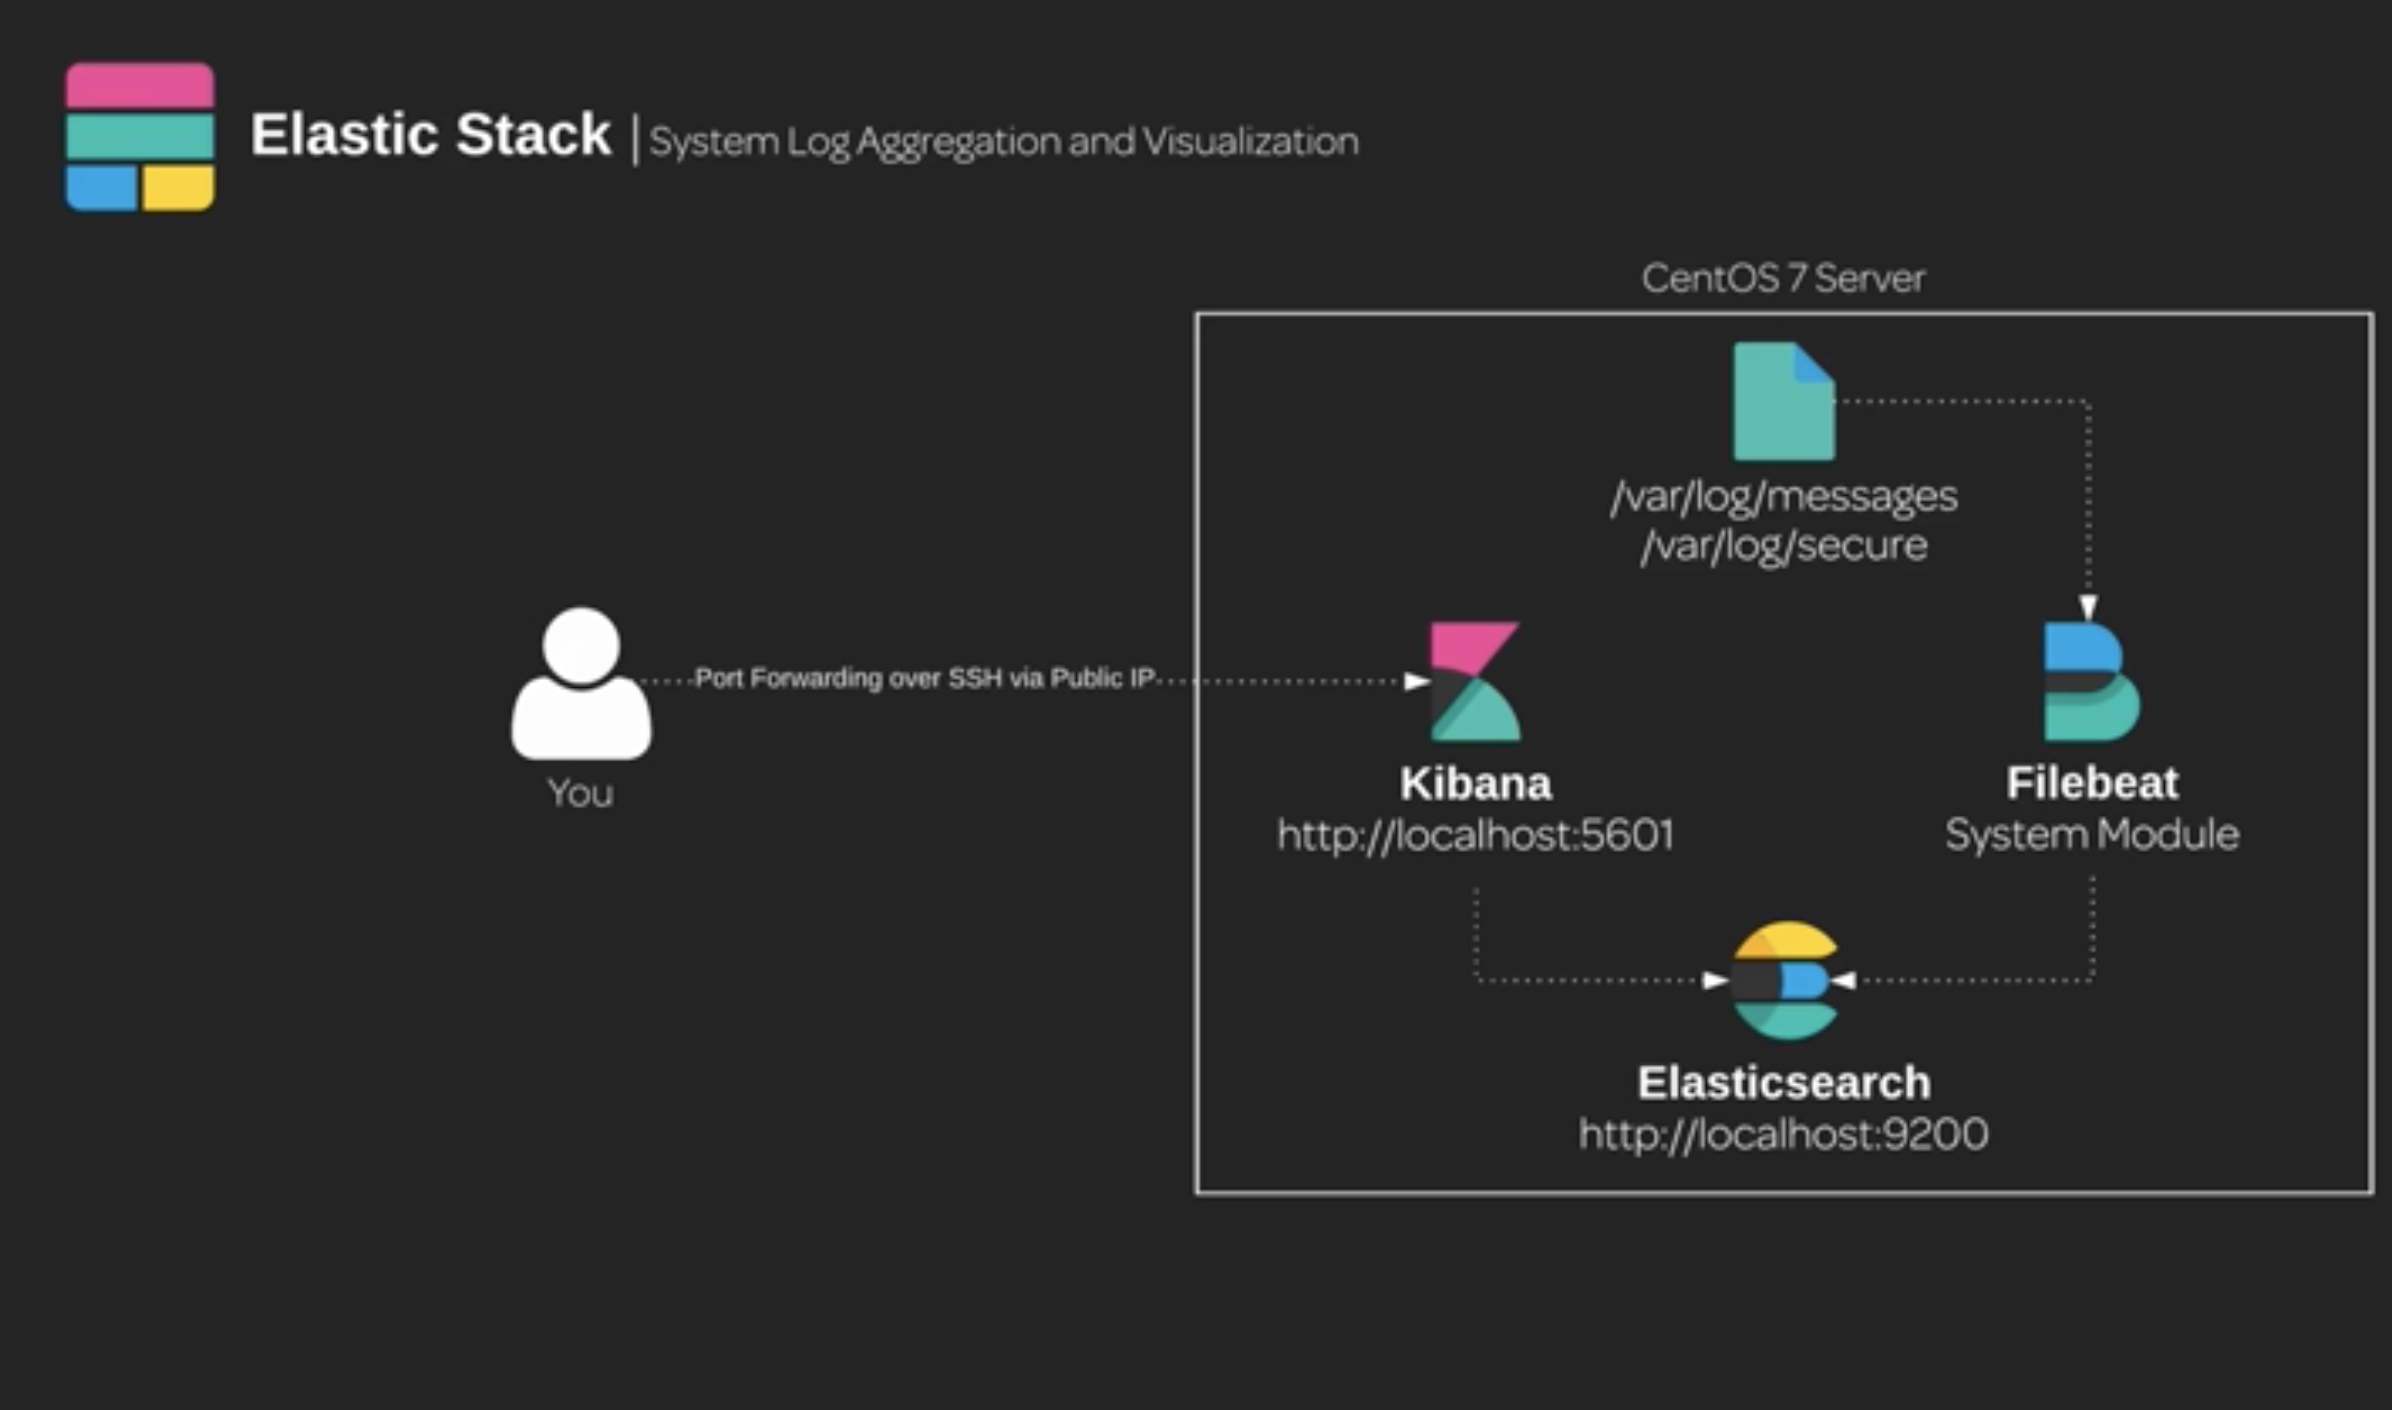 Elastic Stack | System Log Aggregation and Visualization
CentOS 7 Server
/var/log/messages
/var/log/secure
Port Forwarding over SSH via Public IP
You
Kibana
http://localhost:5601
Filebeat
System Module
Elasticsearch
http://localhost:9200